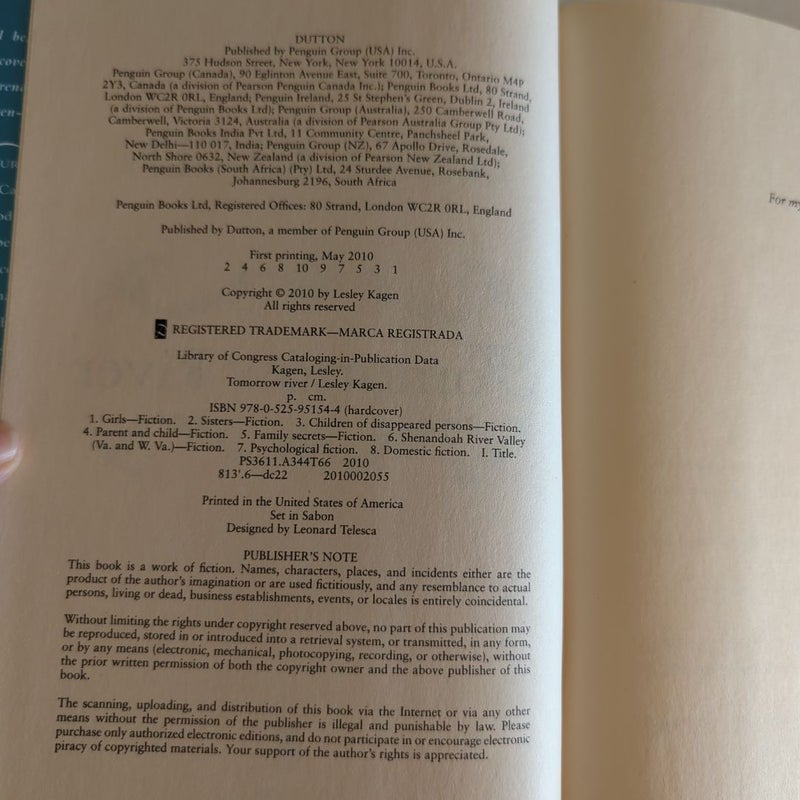 DUTTON
Published by Penguin Group (USA) Inc.
375 Hudson Street, New York, New York 10014, U.S.A.
Penguin Group (Canada), 90 Eglinton Avenue East, Suite 700, Toronto, Ontario M4P
2Y3, Canada (a division of Pearson Penguin Canada Inc.); Penguin Books Ltd, 80 Strand,
London WC2R 0RL, England; Penguin Ireland, 25 St Stephen's Green, Dublin 2, Ireland
(a division of Penguin Books Ltd); Penguin Group (Australia), 250 Camberwell Road,
Camberwell, Victoria 3124, Australia (a division of Pearson Australia Group Pty Ltd);
Penguin Books India Pvt Ltd, 11 Community Centre, Panchsheel Park,
New Delhi—110 017, India; Penguin Group (NZ), 67 Apollo Drive, Rosedale,
North Shore 0632, New Zealand (a division of Pearson New Zealand Ltd);
Penguin Books (South Africa) (Pty) Ltd, 24 Sturdee Avenue, Rosebank,
Johannesburg 2196, South Africa
Penguin Books Ltd, Registered Offices: 80 Strand, London WC2R 0RL, England
Published by Dutton, a member of Penguin Group (USA) Inc.
First printing, May 2010
2 4 6 8 10 9 7 5 3 1
Copyright © 2010 by Lesley Kagen
All rights reserved
REGISTERED TRADEMARK—MARCA REGISTRADA
Library of Congress Cataloging-in-Publication Data
Kagen, Lesley.
Tomorrow river / Lesley Kagen.
p. cm.
ISBN 978-0-525-95154-4 (hardcover)
1. Girls—Fiction. 2. Sisters—Fiction. 3. Children of disappeared persons—Fiction.
4. Parent and child—Fiction. 5. Family secrets—Fiction. 6. Shenandoah River Valley
(Va. and W. Va.)—Fiction. 7. Psychological fiction. 8. Domestic fiction. I. Title.
PS3611.A344T66 2010
813'.6—dc22 2010002055
Printed in the United States of America
Set in Sabon
Designed by Leonard Telesca
PUBLISHER'S NOTE
This book is a work of fiction. Names, characters, places, and incidents either are the
product of the author's imagination or are used fictitiously, and any resemblance to actual
persons, living or dead, business establishments, events, or locales is entirely coincidental.
Without limiting the rights under copyright reserved above, no part of this publication may
be reproduced, stored in or introduced into a retrieval system, or transmitted, in any form,
or by any means (electronic, mechanical, photocopying, recording, or otherwise), without
the prior written permission of both the copyright owner and the above publisher of this
book.
The scanning, uploading, and distribution of this book via the Internet or via any other
means without the permission of the publisher is illegal and punishable by law. Please
purchase only authorized electronic editions, and do not participate in or encourage electronic
piracy of copyrighted materials. Your support of the author's rights is appreciated.
For my